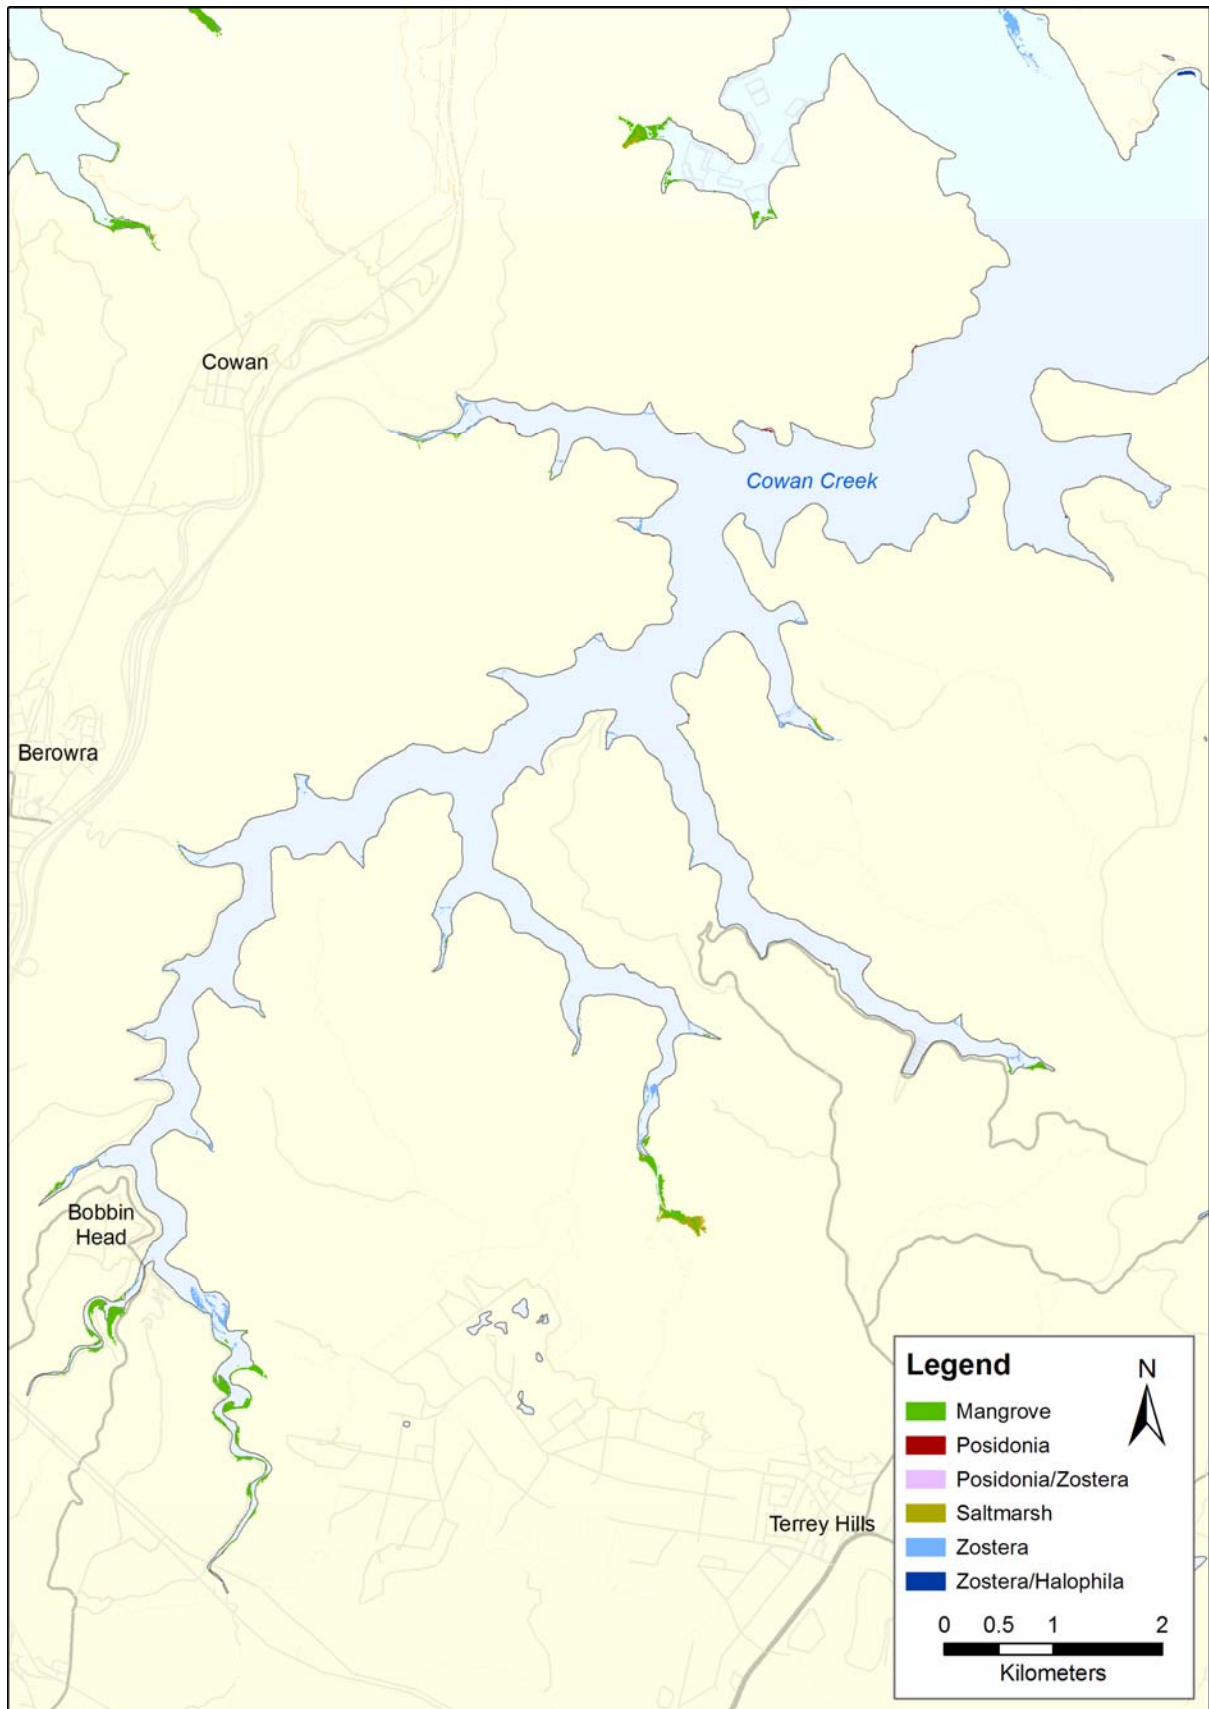 Cowan
Cowan Creek
Berowra
Bobbin
Head
Terrey Hills
Legend
N
Mangrove
Posidonia
Posidonia/Zostera
Saltmarsh
Zostera
Zostera/Halophila
0 0.5 1 2
Kilometers